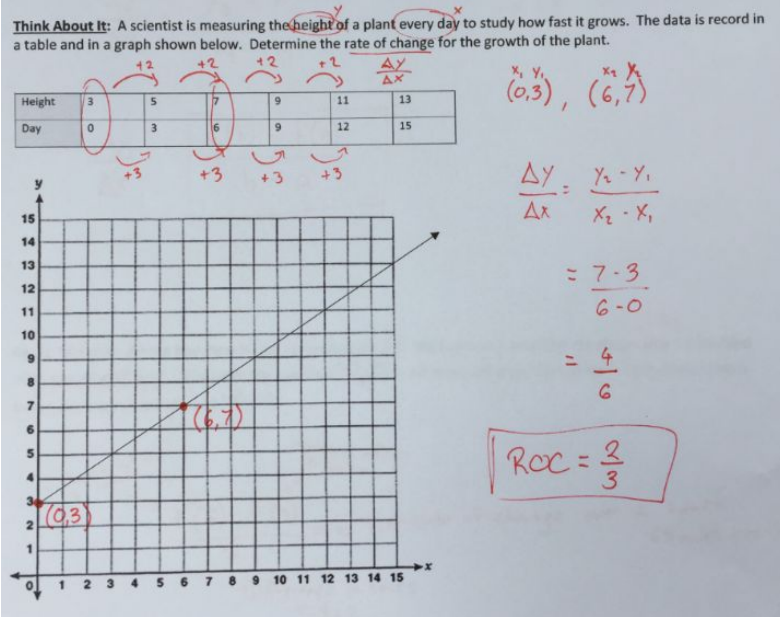 Y X
Think About It: A scientist is measuring the height of a plant every day to study how fast it grows. The data is record in
a table and in a graph shown below. Determine the rate of change for the growth of the plant.
+2 +2 +2 +2 ΔY/ΔX
Height 3 5 7 9 11 13
Day 0 3 6 9 12 15
+3 +3 +3 +3
X₁ Y₁ X₂ Y₂
(0,3), (6,7)
ΔY/ΔX = Y₂ - Y₁ / X₂ - X₁
= 7-3 / 6-0
= 4/6
ROC = 2/3
y
15
14
13
12
11
10
9
8
7
(6,7)
6
5
4
3
(0,3)
2
1
0 1 2 3 4 5 6 7 8 9 10 11 12 13 14 15 x